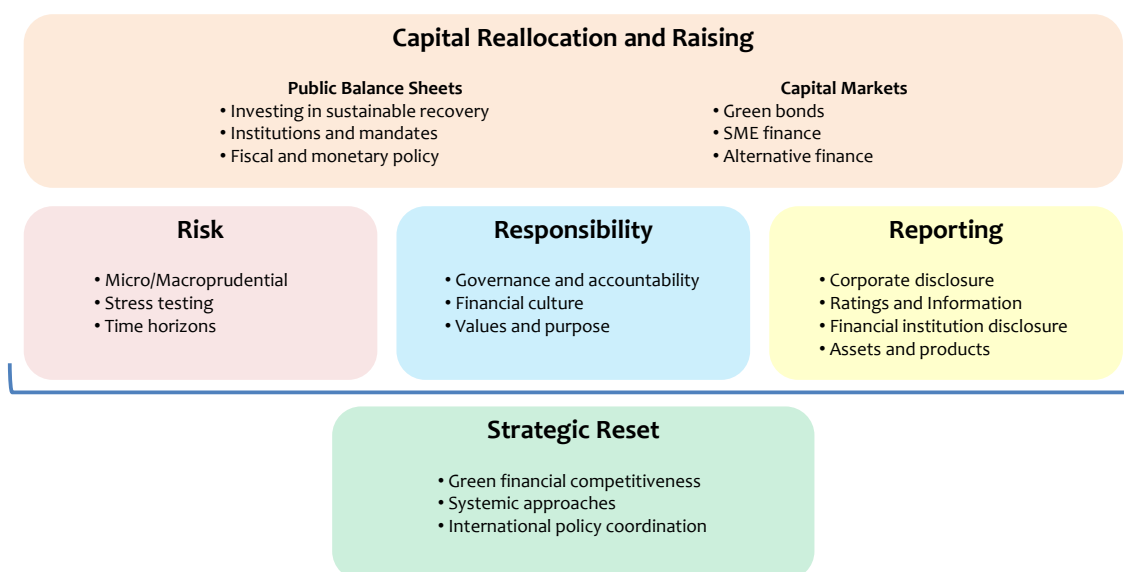 Capital Reallocation and Raising
Public Balance Sheets
• Investing in sustainable recovery
• Institutions and mandates
• Fiscal and monetary policy
Capital Markets
• Green bonds
• SME finance
• Alternative finance
Risk
• Micro/Macroprudential
• Stress testing
• Time horizons
Responsibility
• Governance and accountability
• Financial culture
• Values and purpose
Reporting
• Corporate disclosure
• Ratings and Information
• Financial institution disclosure
• Assets and products
Strategic Reset
• Green financial competitiveness
• Systemic approaches
• International policy coordination